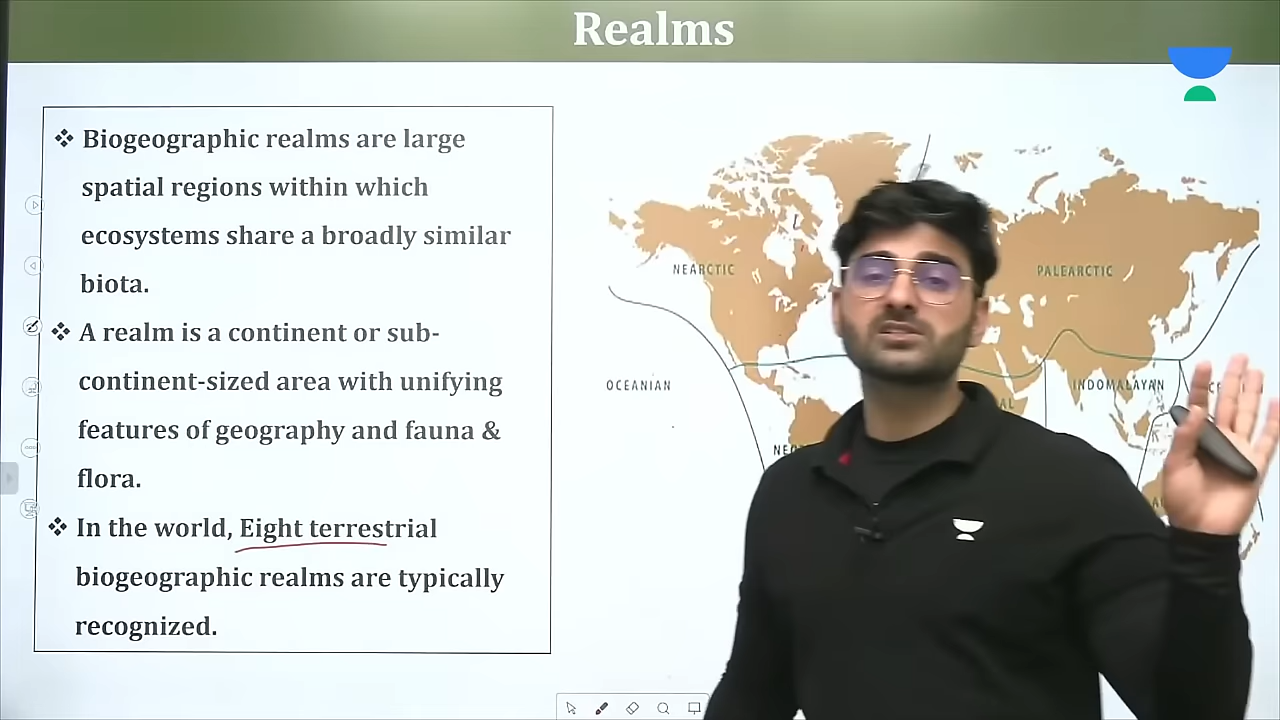 Realms
❖ Biogeographic realms are large
spatial regions within which
ecosystems share a broadly similar
biota.
❖ A realm is a continent or sub-
continent-sized area with unifying
features of geography and fauna &
flora.
❖ In the world, Eight terrestrial
biogeographic realms are typically
recognized.
NEARCTIC
PALEARCTIC
OCEANIAN
INDOMALAYAN